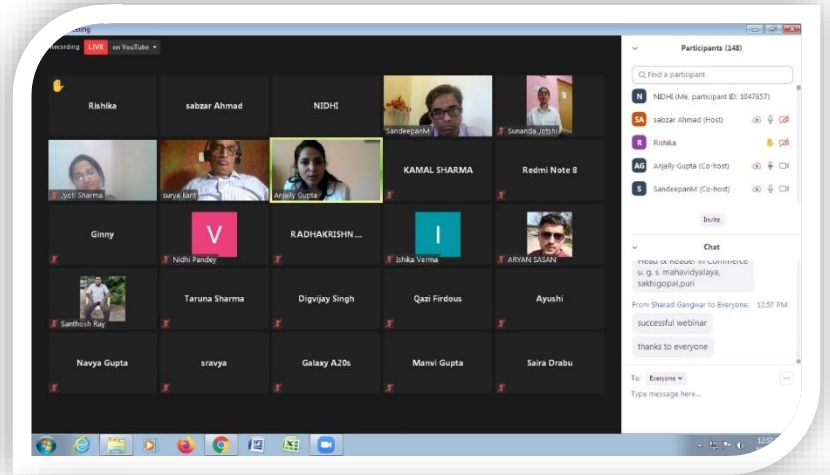 Recording LIVE on YouTube
Rishika
sabzar Ahmad
NIDHI
SandeepanM
Sunanda Jotshi
Jyoti Sharma
surya kant
Anjally Gupta
KAMAL SHARMA
Redmi Note 8
Ginny
V
Nidhi Pandey
RADHAKRISHN...
I
Ishika Verma
ARYAN SASAN
Santhosh Ray
Taruna Sharma
Digvijay Singh
Qazi Firdous
Ayushi
Navya Gupta
sravya
Galaxy A20s
Manvi Gupta
Saira Drabu
Participants (148)
Find a participant
N NIDHI (Me, participant ID: 1047857)
SA sabzar Ahmad (Host)
R Rishika
AG Anjally Gupta (Co-host)
S SandeepanM (Co-host)
Invite
Chat
Head & Reader in Commerce
u. g. s. mahavidyalaya,
sakhigopal,puri
From Sharad Gangwar to Everyone: 12:57 PM
successful webinar
thanks to everyone
To: Everyone
Type message here...